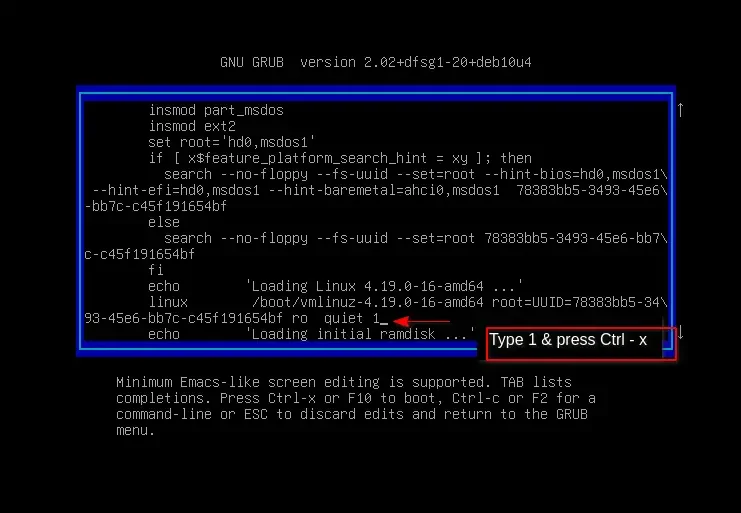 GNU GRUB  version 2.02+dfsg1-20+deb10u4
insmod part_msdos
insmod ext2
set root='hd0,msdos1'
if [ x$feature_platform_search_hint = xy ]; then
search --no-floppy --fs-uuid --set=root --hint-bios=hd0,msdos1\
--hint-efi=hd0,msdos1 --hint-baremetal=ahci0,msdos1  78383bb5-3493-45e6\
-bb7c-c45f191654bf
else
search --no-floppy --fs-uuid --set=root 78383bb5-3493-45e6-bb7\
c-c45f191654bf
fi
echo        'Loading Linux 4.19.0-16-amd64 ...'
linux       /boot/vmlinuz-4.19.0-16-amd64 root=UUID=78383bb5-34\
93-45e6-bb7c-c45f191654bf ro  quiet 1_
echo        'Loading initial ramdisk ...'
Type 1 & press Ctrl - x
Minimum Emacs-like screen editing is supported. TAB lists
completions. Press Ctrl-x or F10 to boot, Ctrl-c or F2 for a
command-line or ESC to discard edits and return to the GRUB
menu.